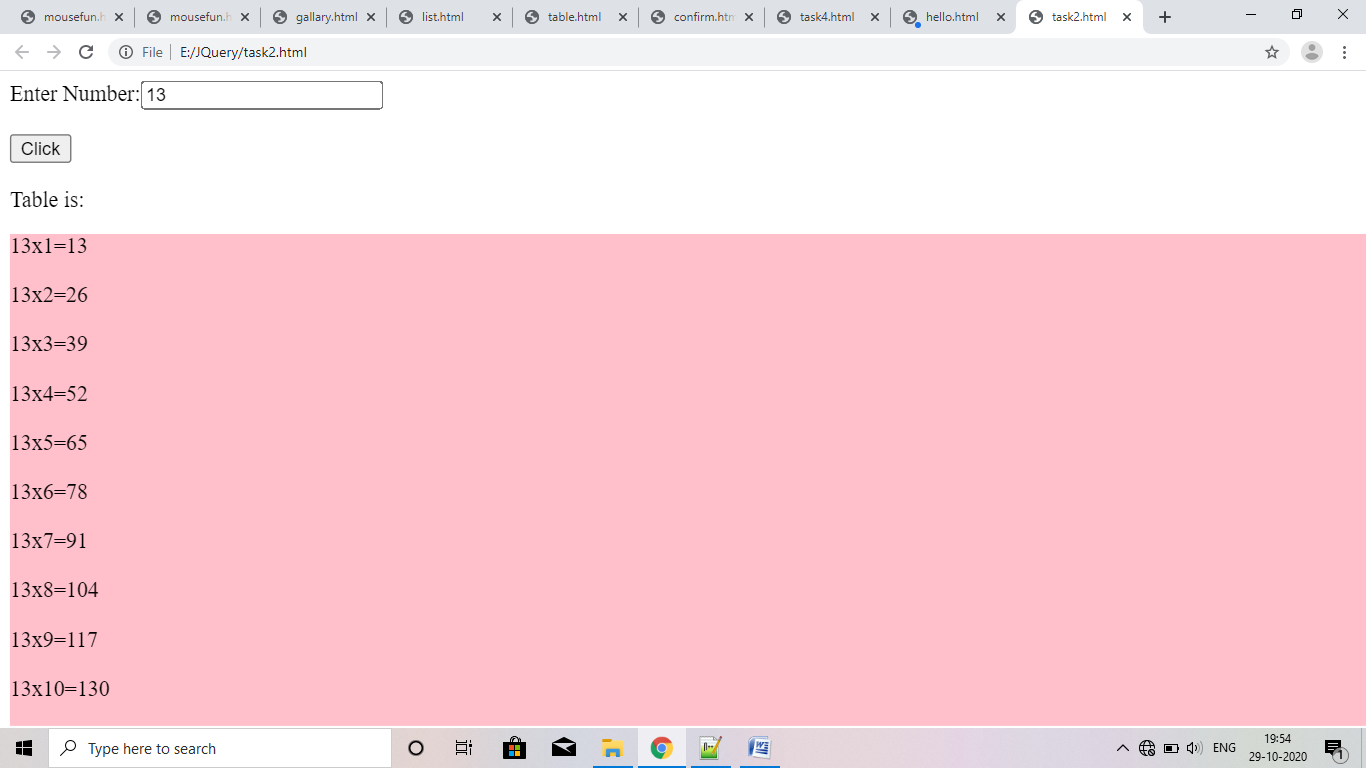 mousefun.h
mousefun.h
gallary.html
list.html
table.html
confirm.htm
task4.html
hello.html
task2.html
File
E:/JQuery/task2.html
Enter Number: 13
Click
Table is:
13x1=13
13x2=26
13x3=39
13x4=52
13x5=65
13x6=78
13x7=91
13x8=104
13x9=117
13x10=130
Type here to search
ENG
19:54
29-10-2020
1